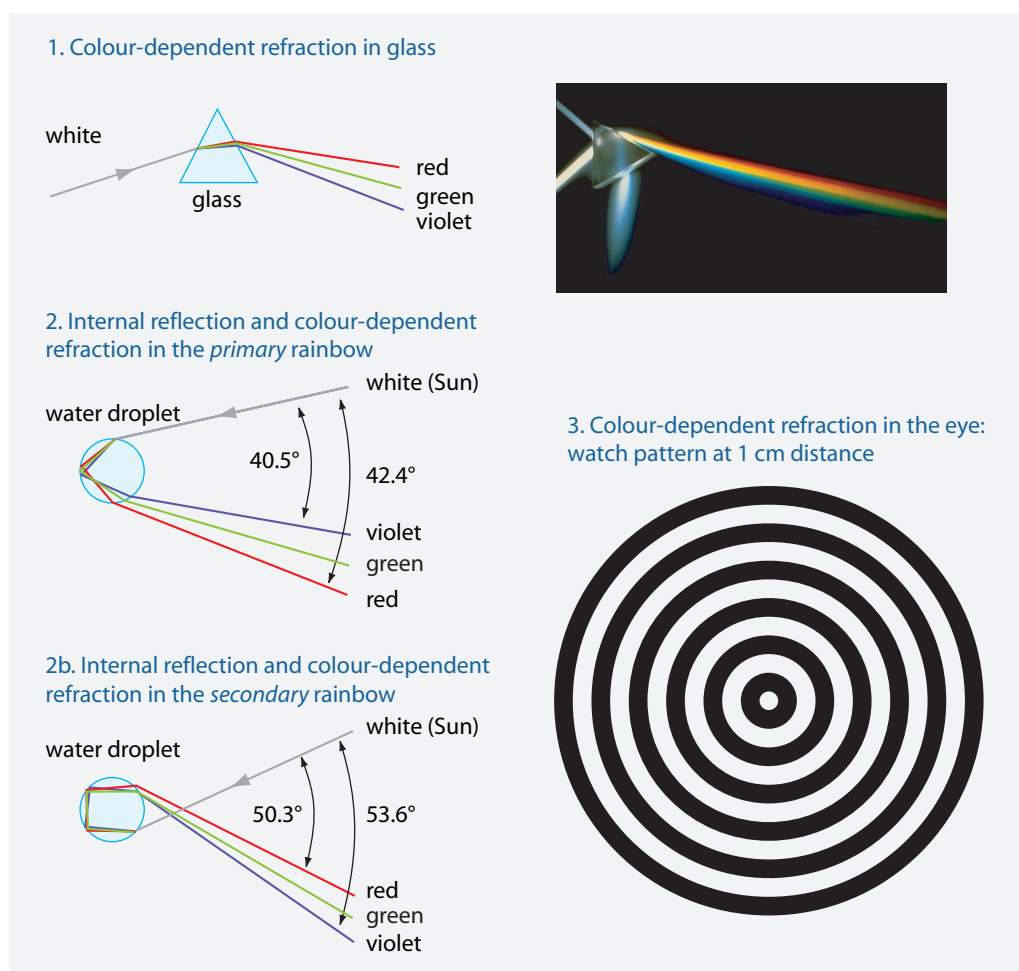 1. Colour-dependent refraction in glass
white
glass
red
green
violet
2. Internal reflection and colour-dependent
refraction in the primary rainbow
water droplet
white (Sun)
40.5°
42.4°
violet
green
red
2b. Internal reflection and colour-dependent
refraction in the secondary rainbow
water droplet
white (Sun)
50.3°
53.6°
red
green
violet
3. Colour-dependent refraction in the eye:
watch pattern at 1 cm distance